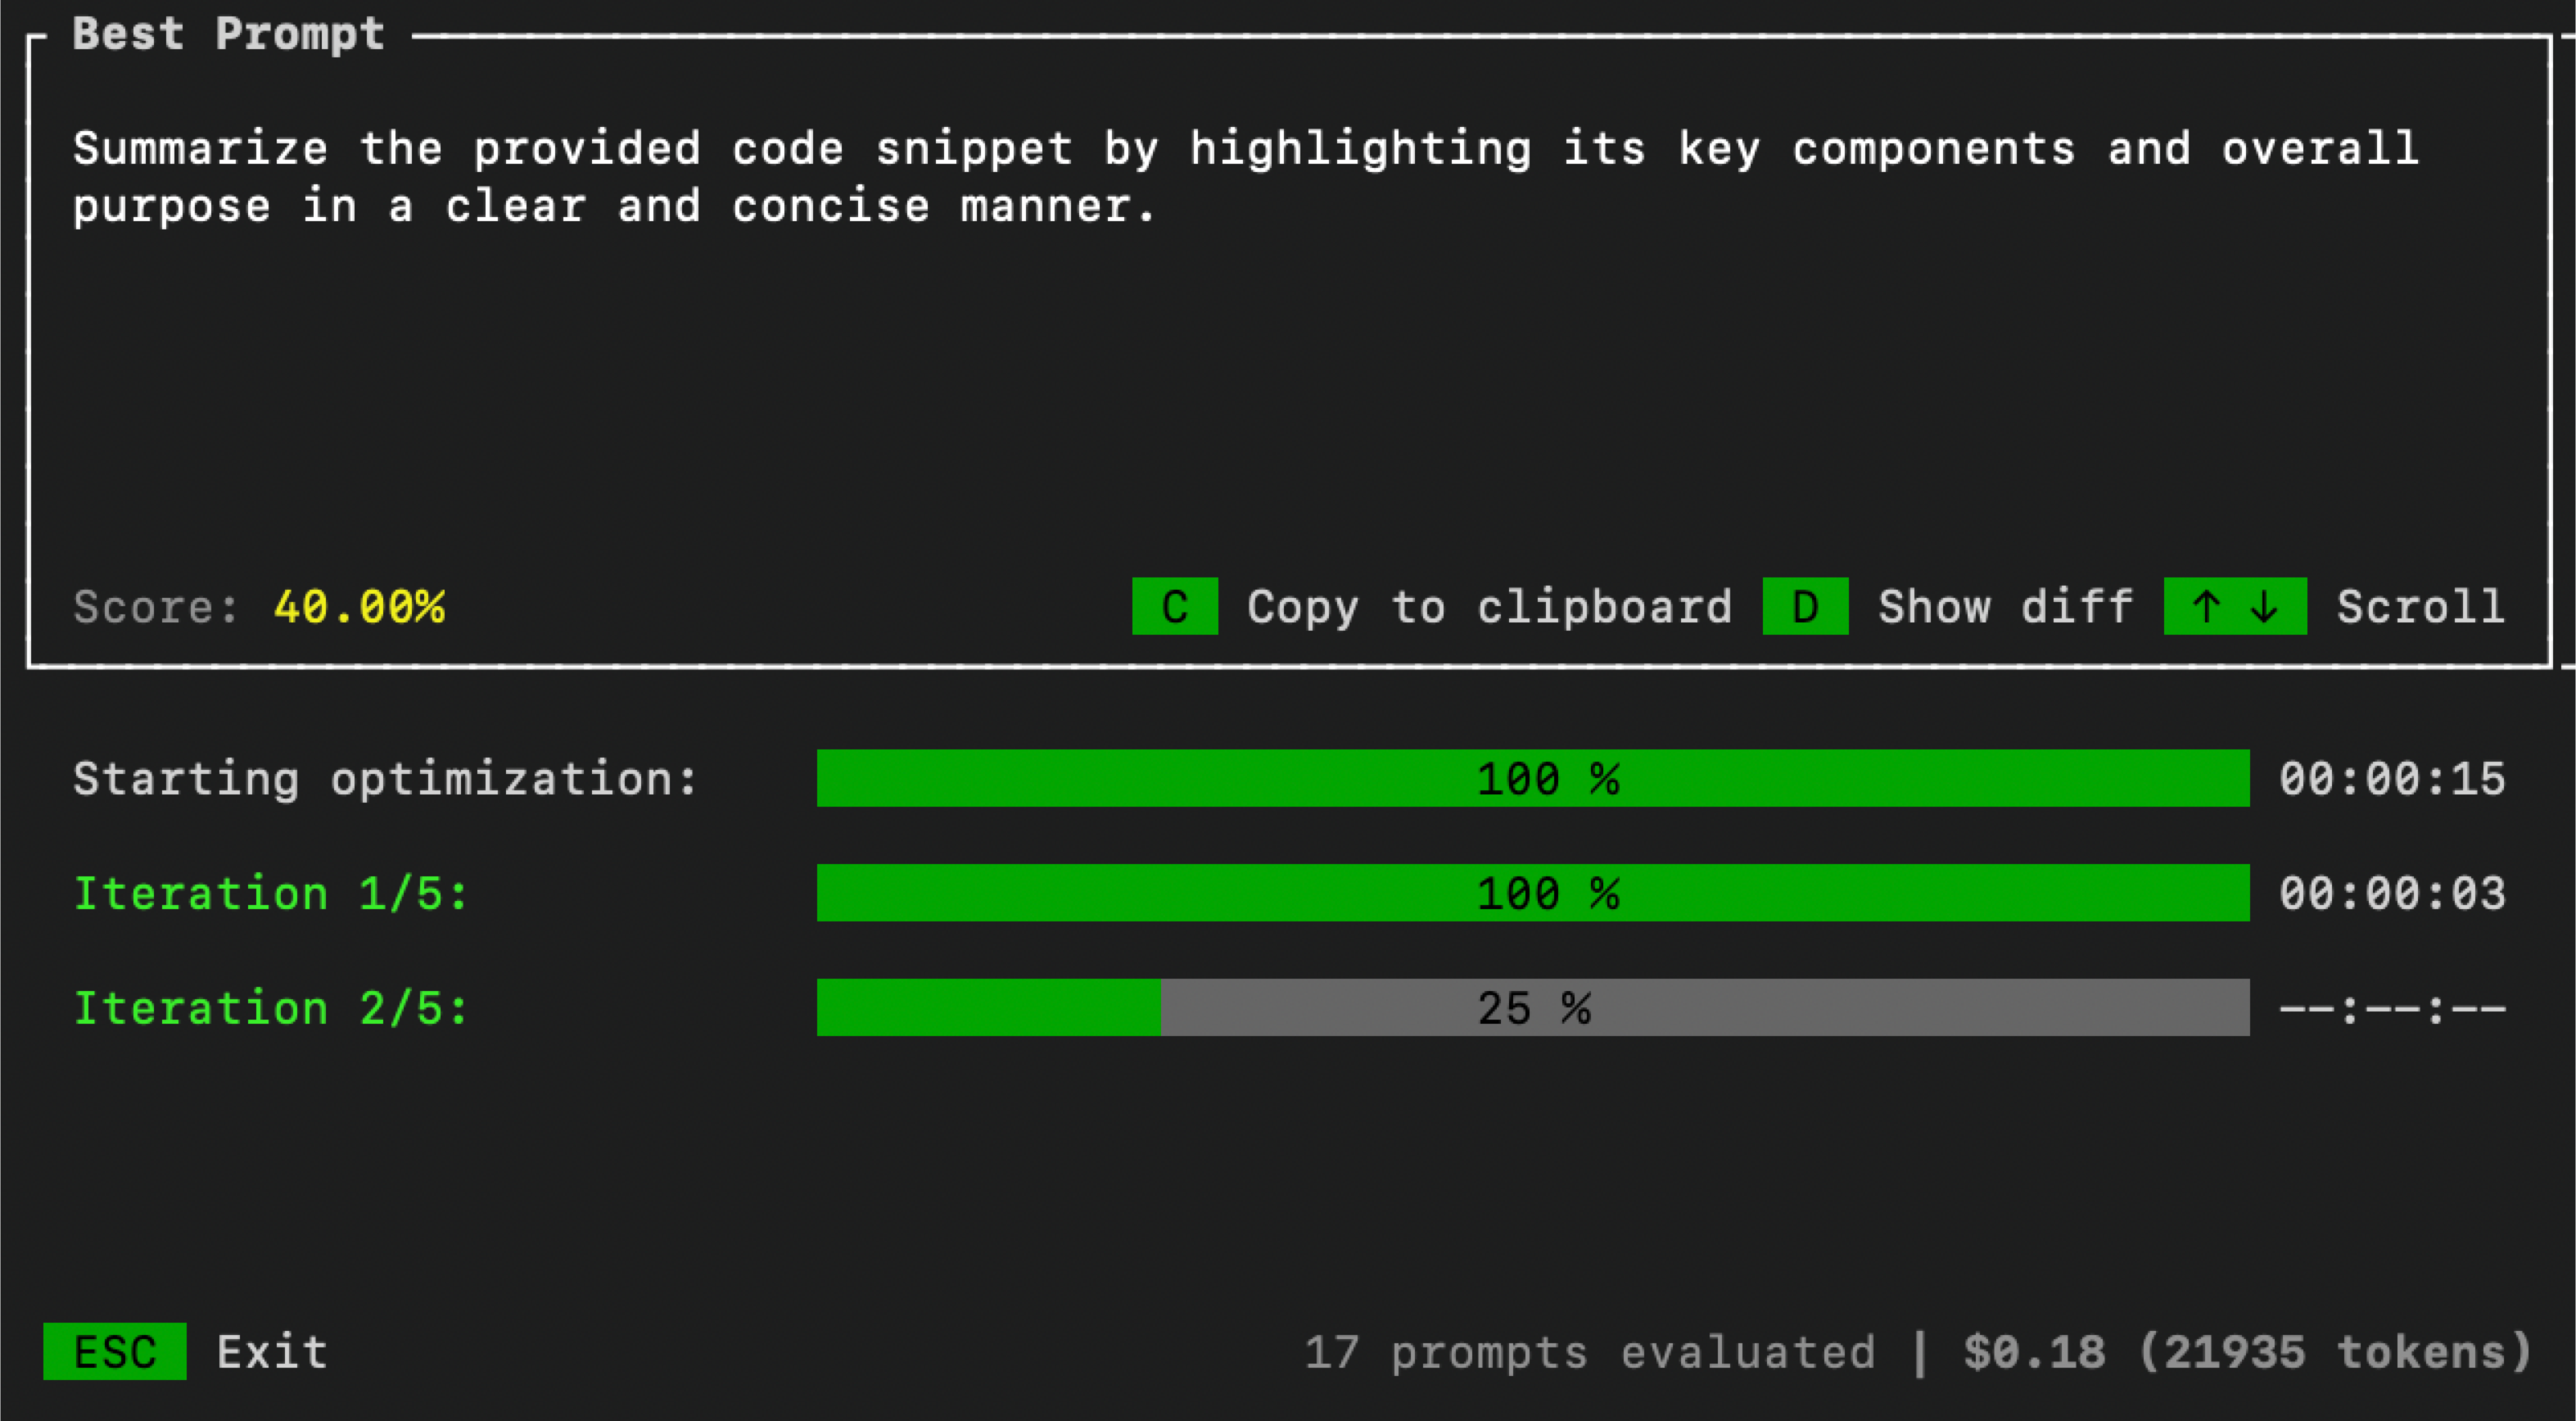 Best Prompt
Summarize the provided code snippet by highlighting its key components and overall
purpose in a clear and concise manner.
Score: 40.00% C Copy to clipboard D Show diff ↑ ↓ Scroll
Starting optimization: 100 % 00:00:15
Iteration 1/5: 100 % 00:00:03
Iteration 2/5: 25 % --:--:--
ESC Exit 17 prompts evaluated | $0.18 (21935 tokens)